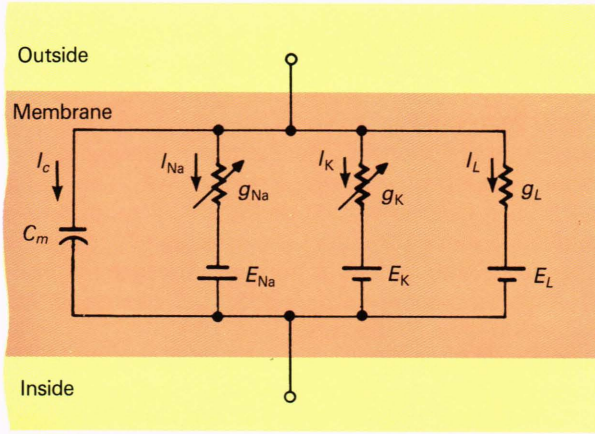 Outside
Membrane
I_c
I_Na
I_K
I_L
g_Na
g_K
g_L
C_m
E_Na
E_K
E_L
Inside